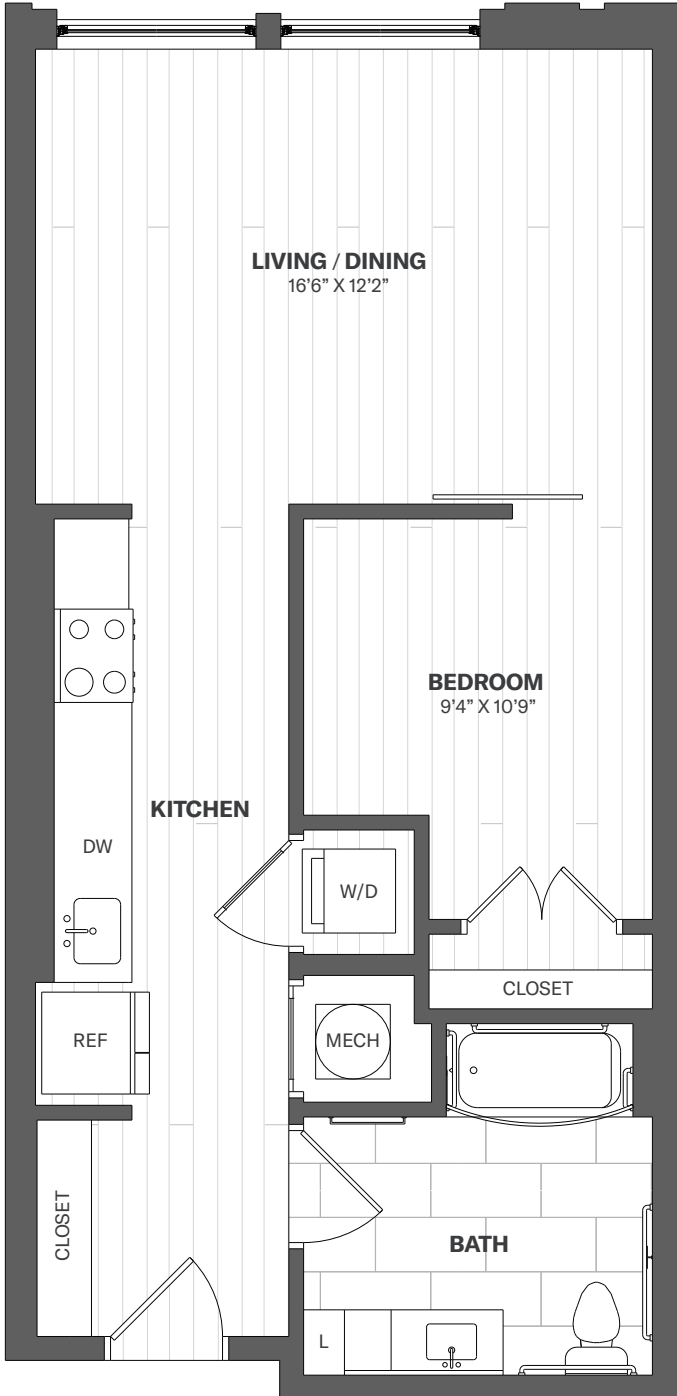 LIVING / DINING
16’6” X 12’2”
BEDROOM
9’4” X 10’9”
KITCHEN
DW
W/D
CLOSET
REF
MECH
CLOSET
BATH
L